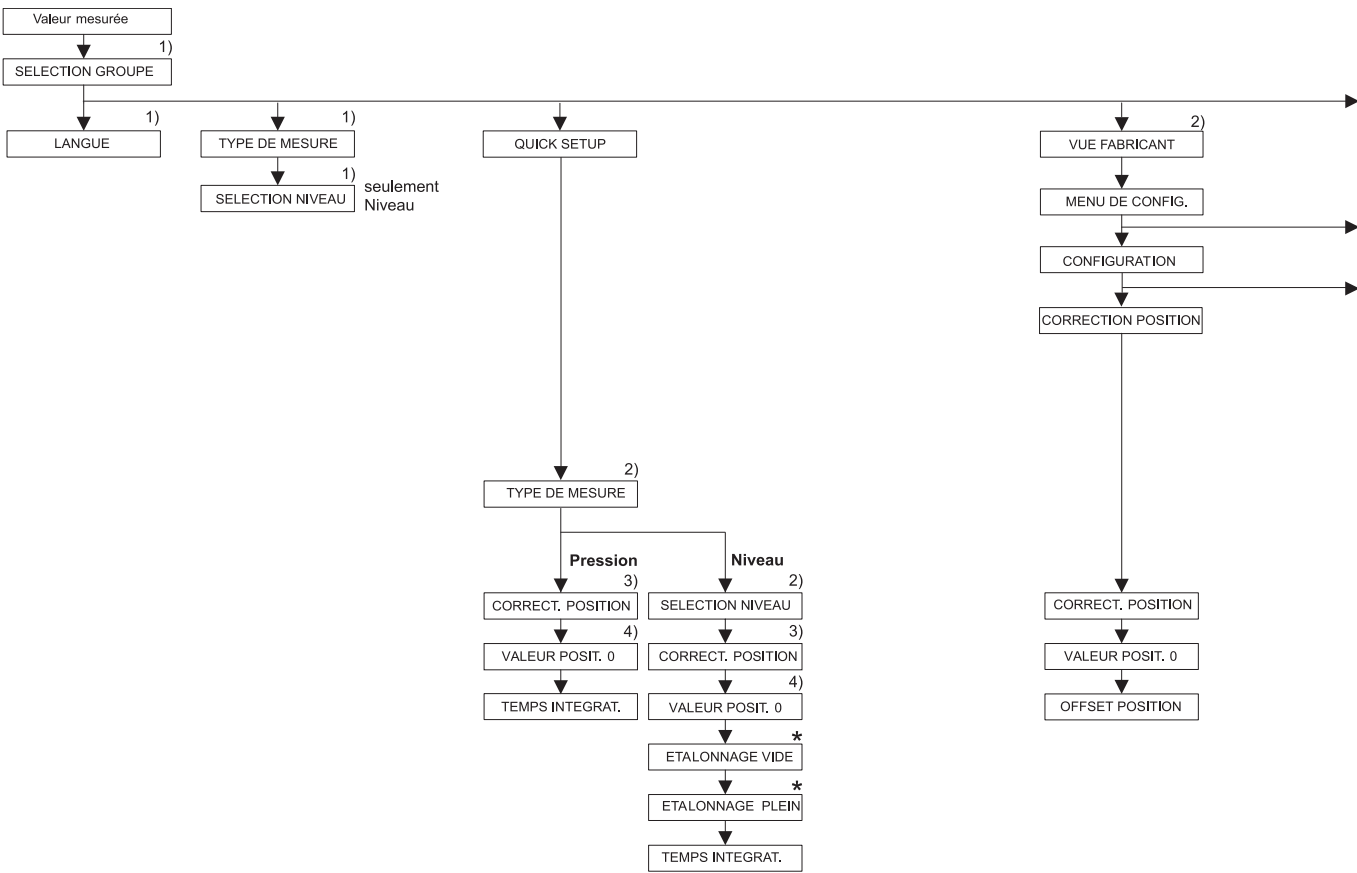 Valeur mesurée
1)
SELECTION GROUPE
1)
LANGUE
1)
TYPE DE MESURE
QUICK SETUP
2)
VUE FABRICANT
1)
SELECTION NIVEAU
seulement
Niveau
MENU DE CONFIG.
CONFIGURATION
CORRECTION POSITION
2)
TYPE DE MESURE
Pression
Niveau
3)
CORRECT. POSITION
2)
SELECTION NIVEAU
CORRECT. POSITION
4)
VALEUR POSIT. 0
3)
CORRECT. POSITION
VALEUR POSIT. 0
TEMPS INTEGRAT.
4)
VALEUR POSIT. 0
OFFSET POSITION
*
ETALONNAGE VIDE
*
ETALONNAGE PLEIN
TEMPS INTEGRAT.